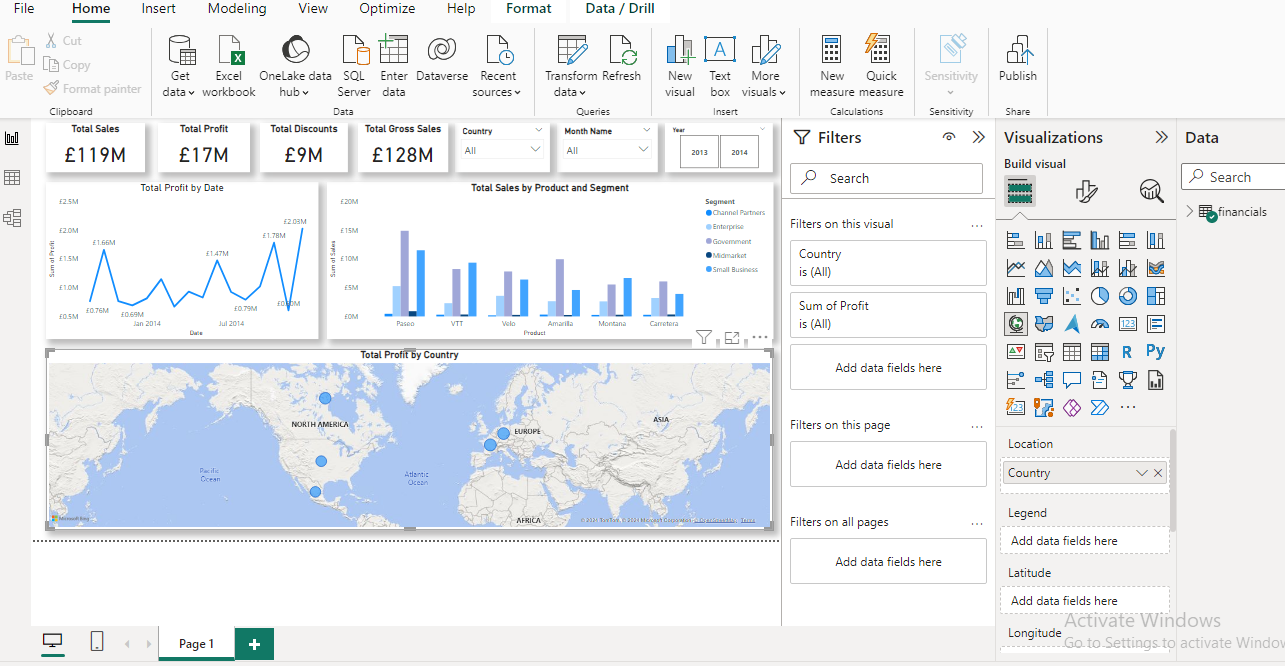 File Home Insert Modeling View Optimize Help Format Data / Drill
Paste
Cut
Copy
Format painter
Clipboard
Get data
Excel workbook
OneLake data hub
SQL Server
Enter data
Dataverse
Recent sources
Data
Transform data
Refresh
Queries
New visual
Text box
More visuals
Insert
New measure
Quick measure
Calculations
Sensitivity
Sensitivity
Publish
Share
Total Sales
£119M
Total Profit
£17M
Total Discounts
£9M
Total Gross Sales
£128M
Country
All
Month Name
All
Year
2013 2014
Total Profit by Date
£2.5M
£2.0M
£1.5M
£1.0M
£0.5M
Sum of Profit
£0.76M
£1.66M
£0.69M
£1.47M
£0.79M
£1.78M
£2.03M
Jan 2014 Jul 2014
Date
Total Sales by Product and Segment
£20M
£15M
£10M
£5M
£0M
Sum of Sales
Paseo VTT Velo Amarilla Montana Carretera
Product
Segment
Channel Partners
Enterprise
Government
Midmarket
Small Business
Total Profit by Country
NORTH AMERICA
EUROPE
ASIA
AFRICA
Pacific
Ocean
Atlantic
Ocean
Microsoft Bing
© 2024 TomTom, © 2024 Microsoft Corporation, © OpenStreetMap Terms
Page 1
Filters
Search
Filters on this visual
...
Country
is (All)
Sum of Profit
is (All)
Add data fields here
Filters on this page
...
Add data fields here
Filters on all pages
...
Add data fields here
Visualizations
Build visual
123
R
Py
123
...
Location
Country
Legend
Add data fields here
Latitude
Add data fields here
Longitude
Data
Search
financials
Activate Windows
Go to Settings to activate Window